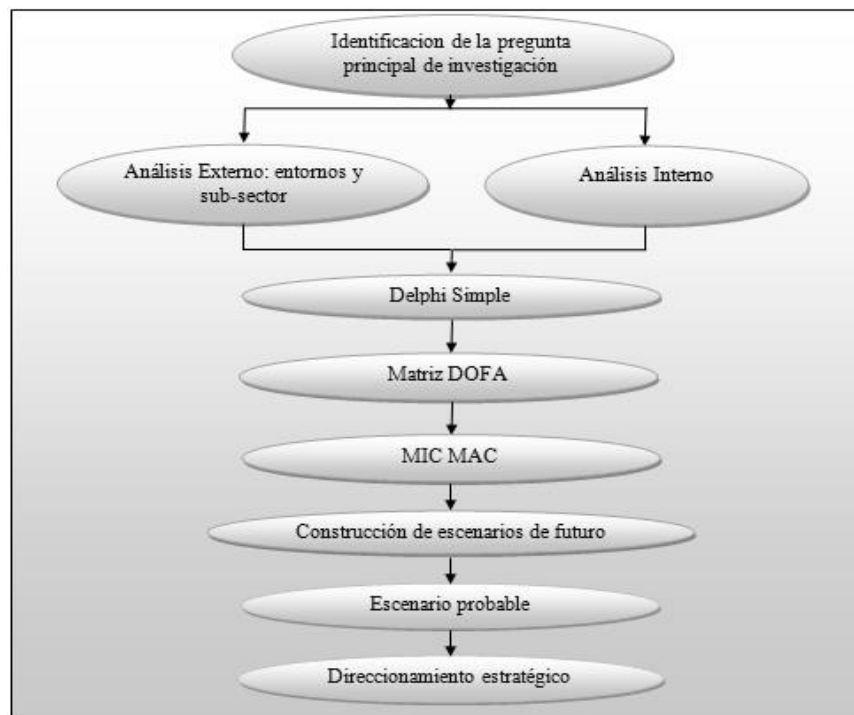 Identificacion de la pregunta
principal de investigación
Análisis Externo: entornos y
sub-sector
Análisis Interno
Delphi Simple
Matriz DOFA
MIC MAC
Construcción de escenarios de futuro
Escenario probable
Direccionamiento estratégico